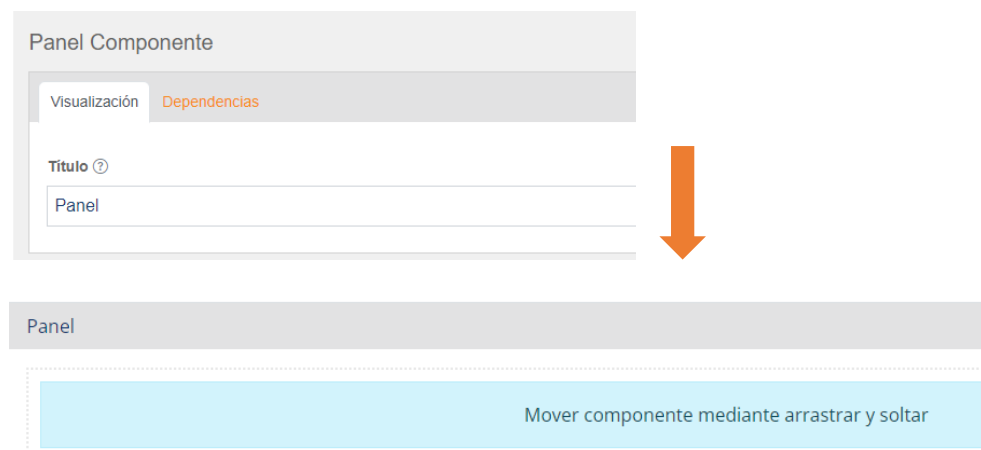 Panel Componente
Visualización Dependencias
Título ?
Panel
Panel
Mover componente mediante arrastrar y soltar